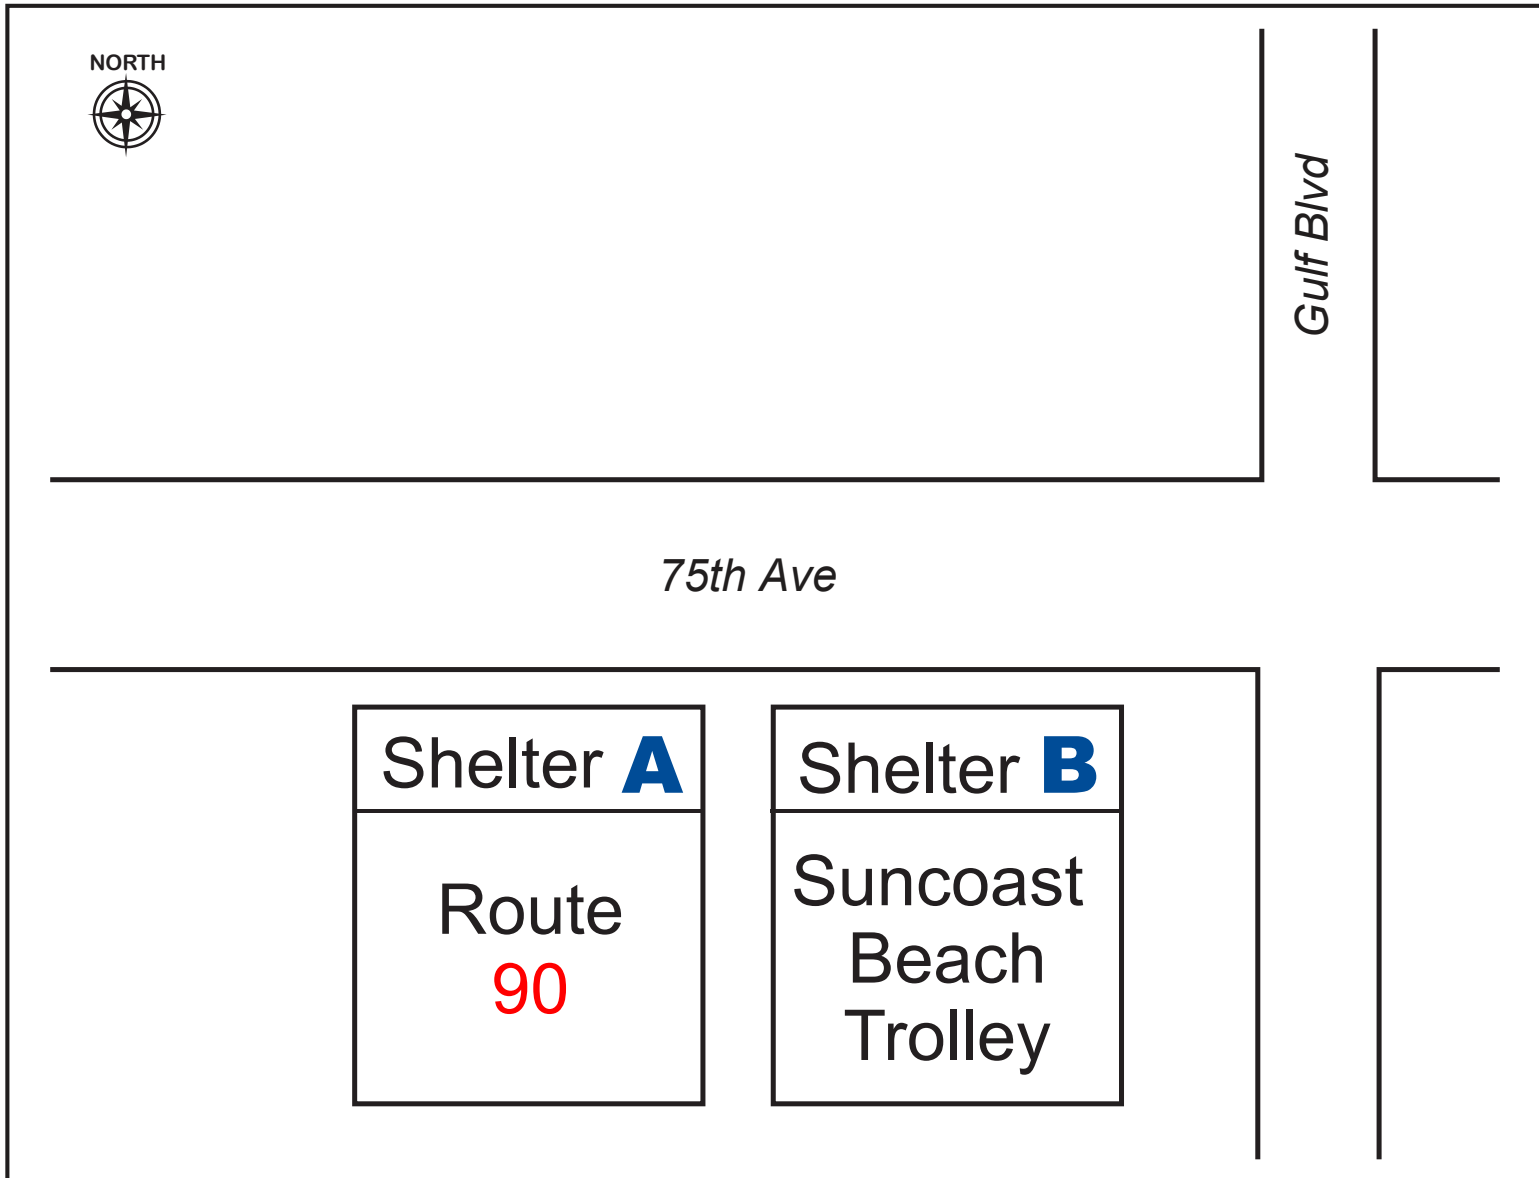 NORTH
Gulf Blvd
75th Ave
Shelter A
Route
90
Shelter B
Suncoast
Beach
Trolley